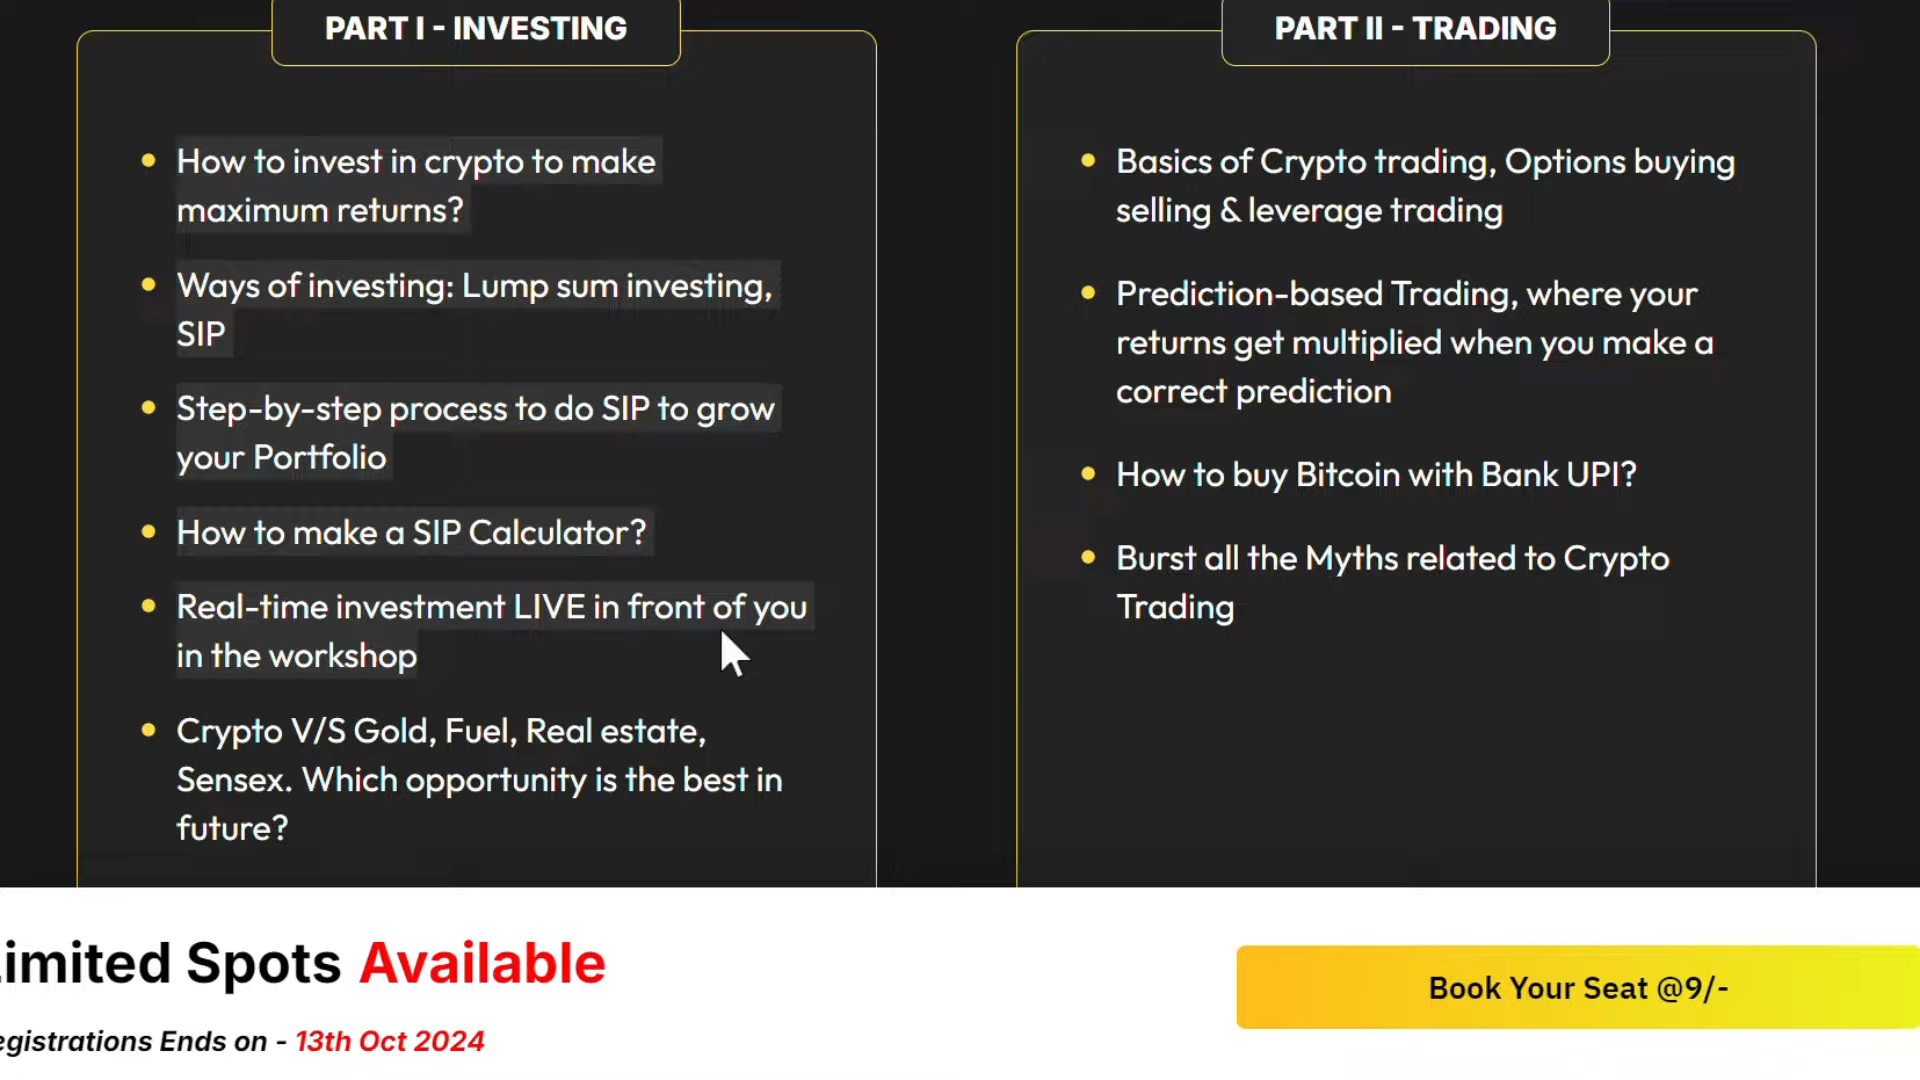 PART I - INVESTING
How to invest in crypto to make
maximum returns?
Ways of investing: Lump sum investing,
SIP
Step-by-step process to do SIP to grow
your Portfolio
How to make a SIP Calculator?
Real-time investment LIVE in front of you
in the workshop
Crypto V/S Gold, Fuel, Real estate,
Sensex. Which opportunity is the best in
future?
PART II - TRADING
Basics of Crypto trading, Options buying
selling & leverage trading
Prediction-based Trading, where your
returns get multiplied when you make a
correct prediction
How to buy Bitcoin with Bank UPI?
Burst all the Myths related to Crypto
Trading
Limited Spots Available
egistrations Ends on - 13th Oct 2024
Book Your Seat @9/-